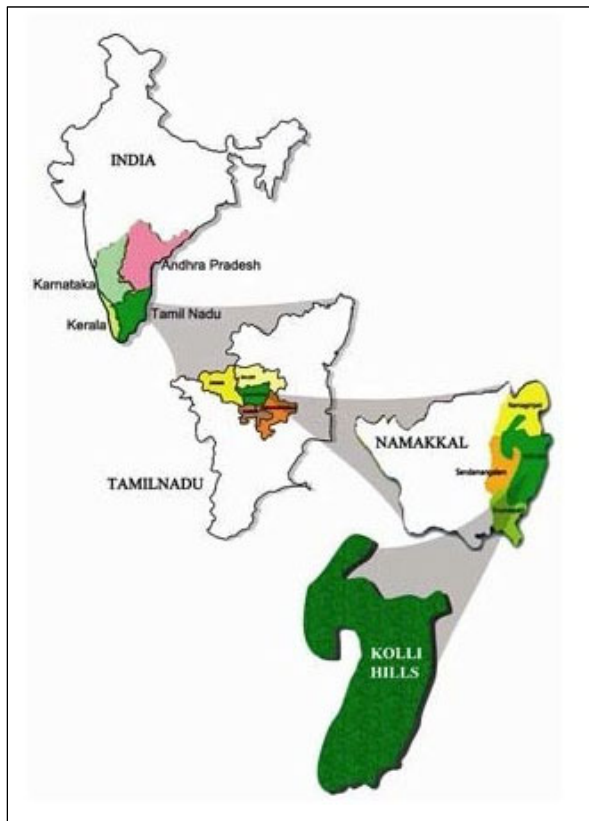 INDIA
Andhra Pradesh
Karnataka
Tamil Nadu
Kerala
NAMAKKAL
Sendamangalam
TAMILNADU
KOLLI
HILLS